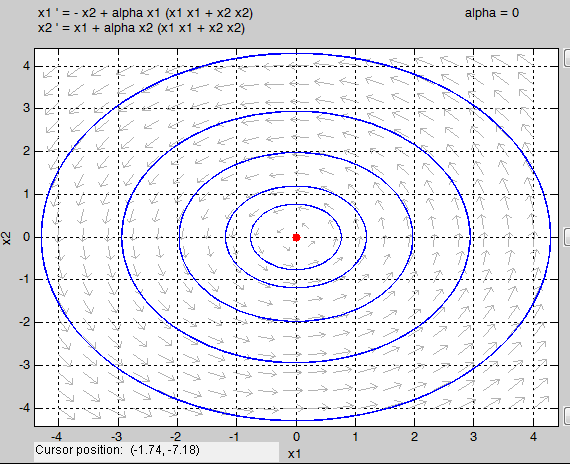 x1 ' = - x2 + alpha x1 (x1 x1 + x2 x2)
alpha = 0
x2 ' = x1 + alpha x2 (x1 x1 + x2 x2)
4
3
2
1
0
-1
-2
-3
-4
x2
-4 -3 -2 -1 0 1 2 3 4
Cursor position: (-1.74, -7.18)
x1